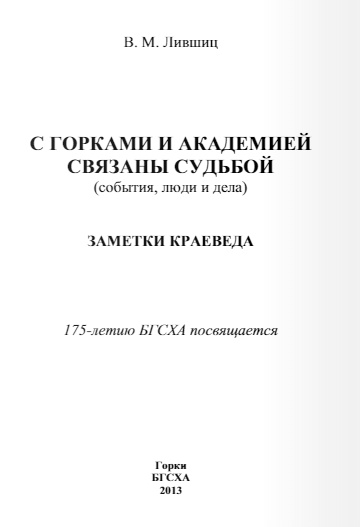 В. М. Лившиц
С ГОРКАМИ И АКАДЕМИЕЙ
СВЯЗАНЫ СУДЬБОЙ
(события, люди и дела)
ЗАМЕТКИ КРАЕВЕДА
175-летию БГСХА посвящается
Горки
БГСХА
2013